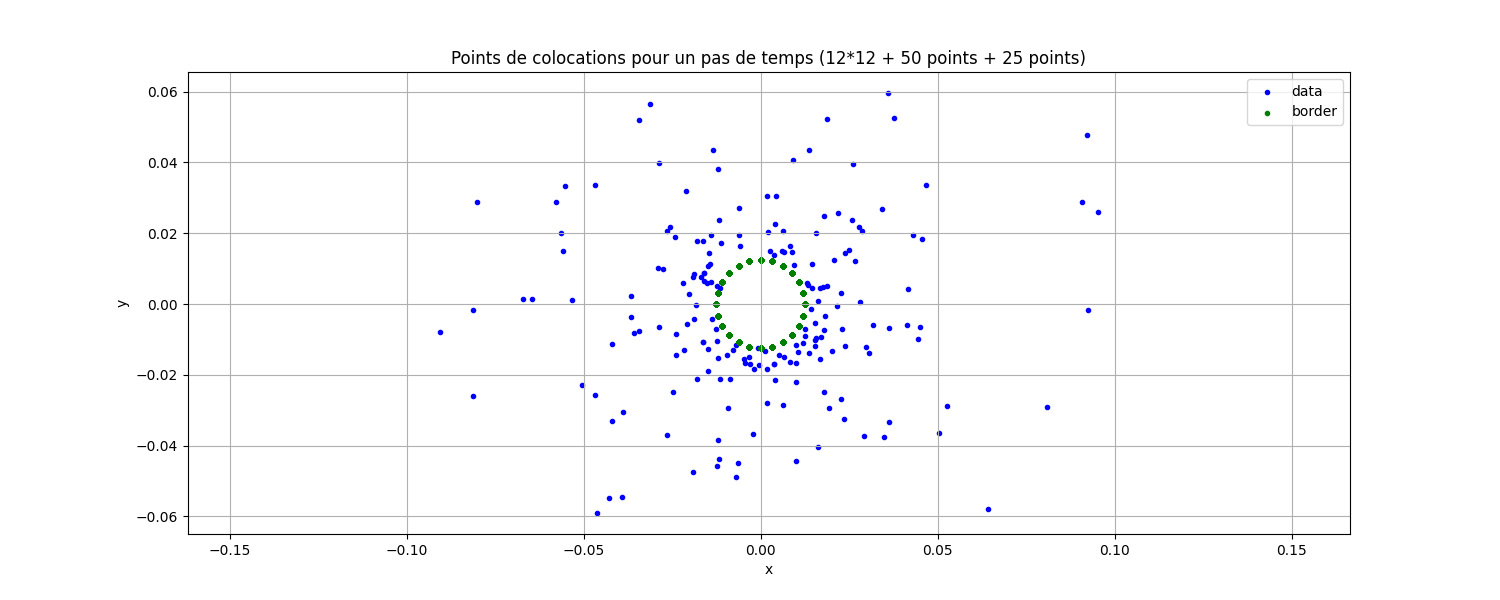 Points de colocations pour un pas de temps (12*12 + 50 points + 25 points)
data
border
0.06
0.04
0.02
0.00
−0.02
−0.04
−0.06
y
−0.15 −0.10 −0.05 0.00 0.05 0.10 0.15
x